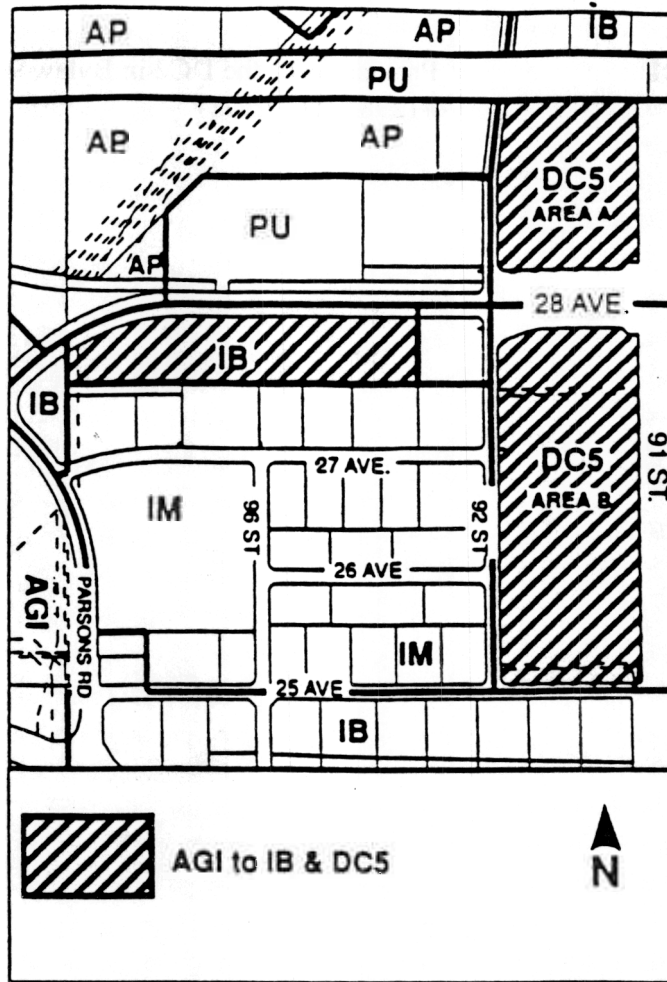 AP
AP
IB
PU
AP
AP
DC5
AREA A
PU
AP
28 AVE.
IB
IB
27 AVE.
DC5
AREA B
91 ST.
IM
96 ST.
92 ST
26 AVE
AGI
PARSONS RD
IM
25 AVE
IB
AGI to IB & DC5
N